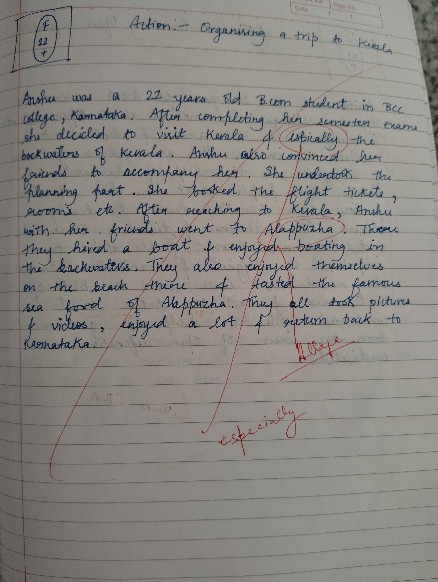 Date
Page No.
F
22
+
Action:- Organising a trip to Kerala
Anshu was a 22 years old B.com student in BCC
college, Karnataka. After completing her semester exams
she decided to visit Kerala & espically the
backwaters of Kerala. Anshu also convinced her
friends to accompany her. She undertook the
planning part. She booked the flight tickets,
rooms etc. After reaching to Kerala, Anshu
with her friends went to Alappuzha. There
they hired a boat & enjoyed boating in
the backwaters. They also enjoyed themselves
on the beach there & tasted the famous
sea food of Alappuzha. They all took pictures
& videos, enjoyed a lot & return back to
Karnataka.
especially